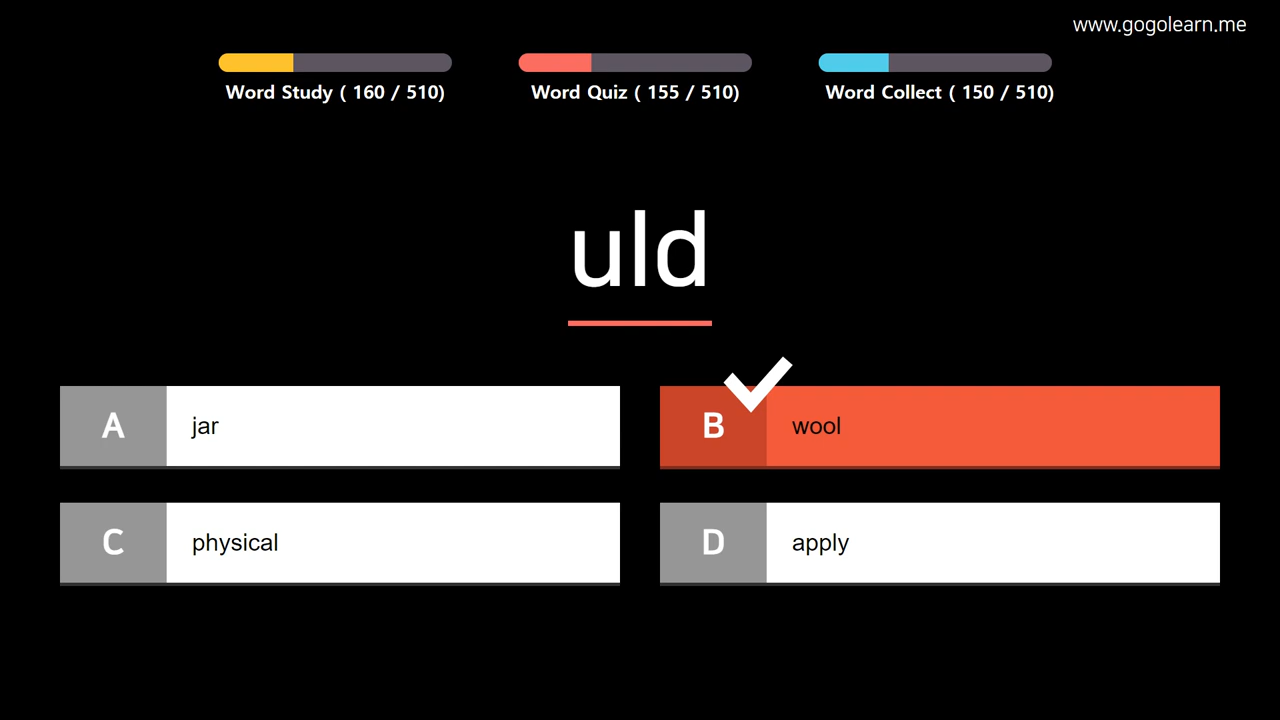 www.gogolearn.me
Word Study ( 160 / 510)
Word Quiz ( 155 / 510)
Word Collect ( 150 / 510)
uld
A jar
B wool
C physical
D apply